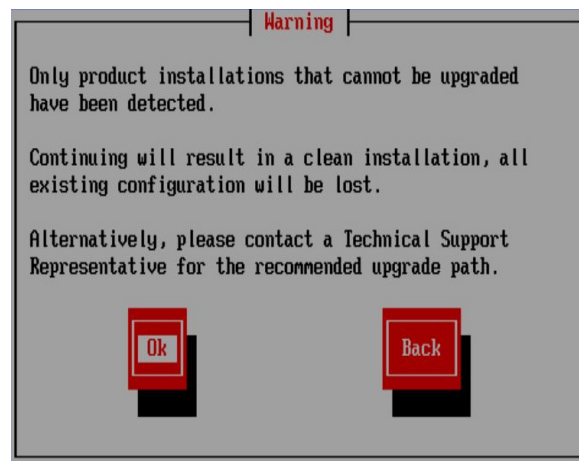 Warning
Only product installations that cannot be upgraded
have been detected.
Continuing will result in a clean installation, all
existing configuration will be lost.
Alternatively, please contact a Technical Support
Representative for the recommended upgrade path.
Ok
Back